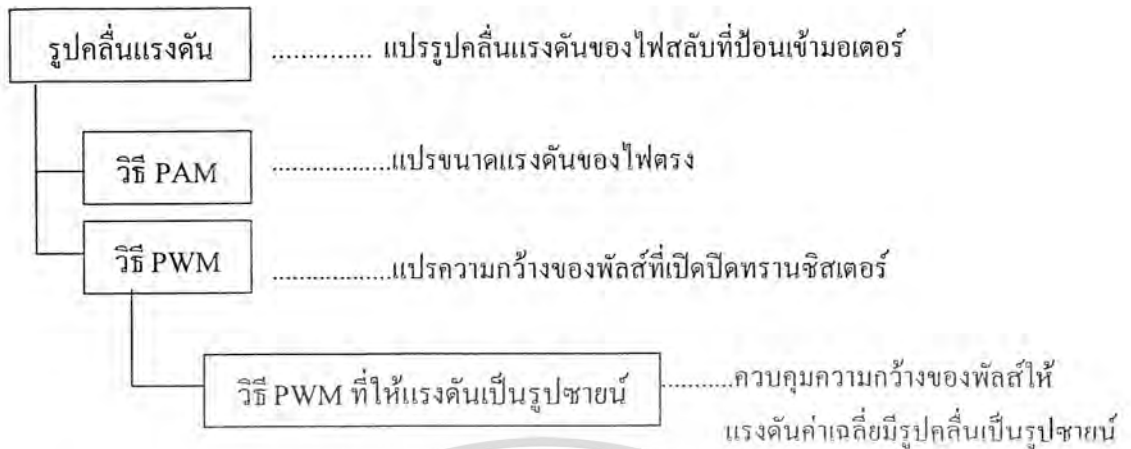 รูปคลื่นแรงดัน .............. แปรรูปคลื่นแรงดันของไฟสลับที่ป้อนเข้ามอเตอร์
วิธี PAM .................แปรขนาดแรงดันของไฟตรง
วิธี PWM .................แปรความกว้างของพัลส์ที่เปิดปิดทรานซิสเตอร์
วิธี PWM ที่ให้แรงดันเป็นรูปซายน์ ...........ควบคุมความกว้างของพัลส์ให้
แรงดันค่าเฉลี่ยมีรูปคลื่นเป็นรูปซายน์